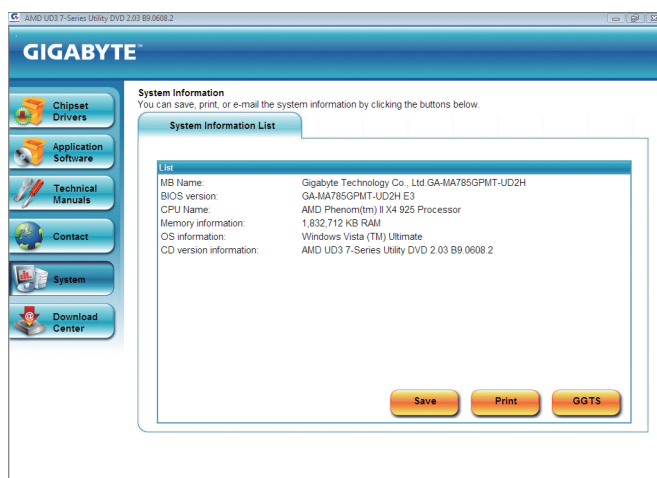 AMD UD3 7-Series Utility DVD 2.03 B9.0608.2
GIGABYTE™
Chipset
Drivers
Application
Software
Technical
Manuals
Contact
System
Download
Center
System Information
You can save, print, or e-mail the system information by clicking the buttons below.
System Information List
List
MB Name: Gigabyte Technology Co., Ltd.GA-MA785GPMT-UD2H
BIOS version: GA-MA785GPMT-UD2H E3
CPU Name: AMD Phenom(tm) II X4 925 Processor
Memory information: 1,832,712 KB RAM
OS information: Windows Vista (TM) Ultimate
CD version information: AMD UD3 7-Series Utility DVD 2.03 B9.0608.2
Save Print GGTS